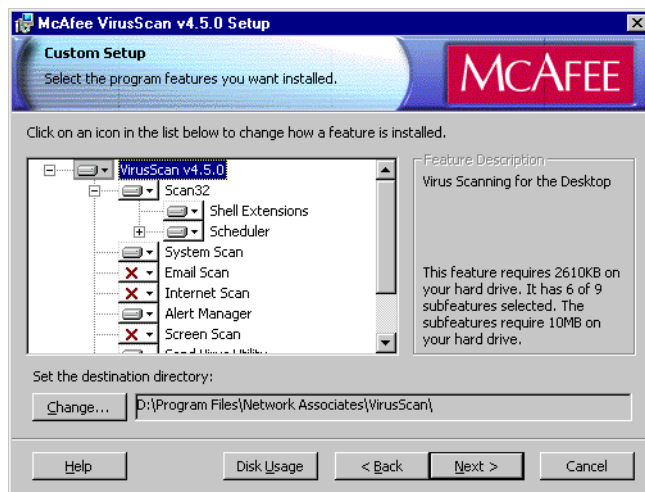 McAfee VirusScan v4.5.0 Setup
Custom Setup
Select the program features you want installed.
McAFEE
Click on an icon in the list below to change how a feature is installed.
VirusScan v4.5.0
Scan32
Shell Extensions
Scheduler
System Scan
Email Scan
Internet Scan
Alert Manager
Screen Scan
Send Virus Utility
Feature Description
Virus Scanning for the Desktop
This feature requires 2610KB on
your hard drive. It has 6 of 9
subfeatures selected. The
subfeatures require 10MB on
your hard drive.
Set the destination directory:
Change... D:\Program Files\Network Associates\VirusScan\
Help Disk Usage < Back Next > Cancel